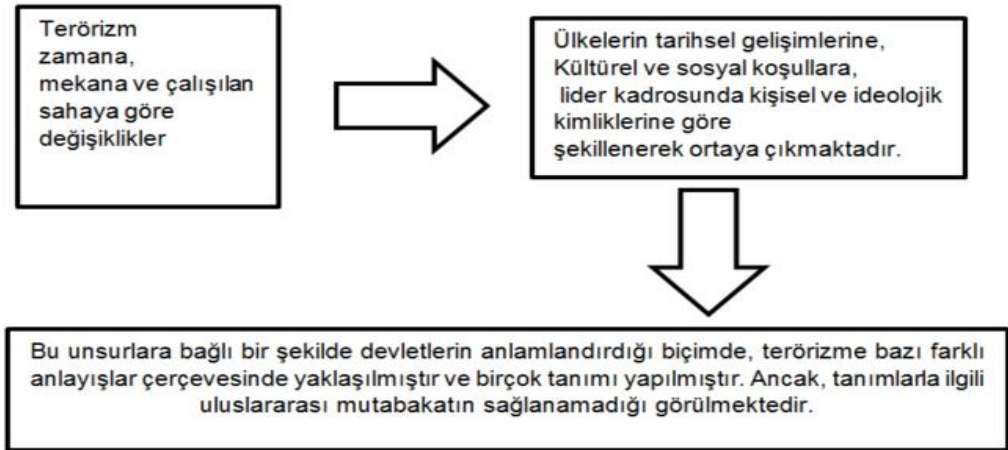 Terörizm
zamana,
mekana ve çalışılan
sahaya göre
değişiklikler
Ülkelerin tarihsel gelişimlerine,
Kültürel ve sosyal koşullara,
lider kadrosunda kişisel ve ideolojik
kimliklerine göre
şekillenerek ortaya çıkmaktadır.
Bu unsurlara bağlı bir şekilde devletlerin anlamlandırdığı biçimde, terörizme bazı farklı
anlayışlar çerçevesinde yaklaşılmıştır ve birçok tanımı yapılmıştır. Ancak, tanımlarla ilgili
uluslararası mutabakatın sağlanamadığı görülmektedir.